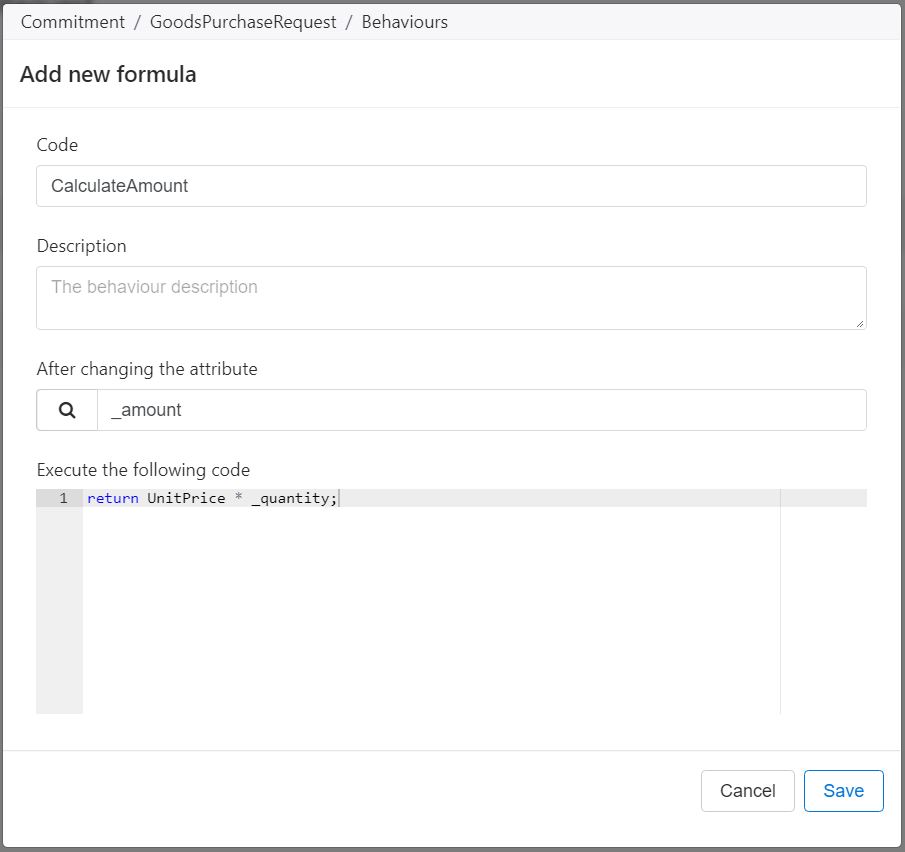 Commitment / GoodsPurchaseRequest / Behaviours
Add new formula
Code
CalculateAmount
Description
The behaviour description
After changing the attribute
_amount
Execute the following code
1 return UnitPrice * _quantity;
Cancel Save